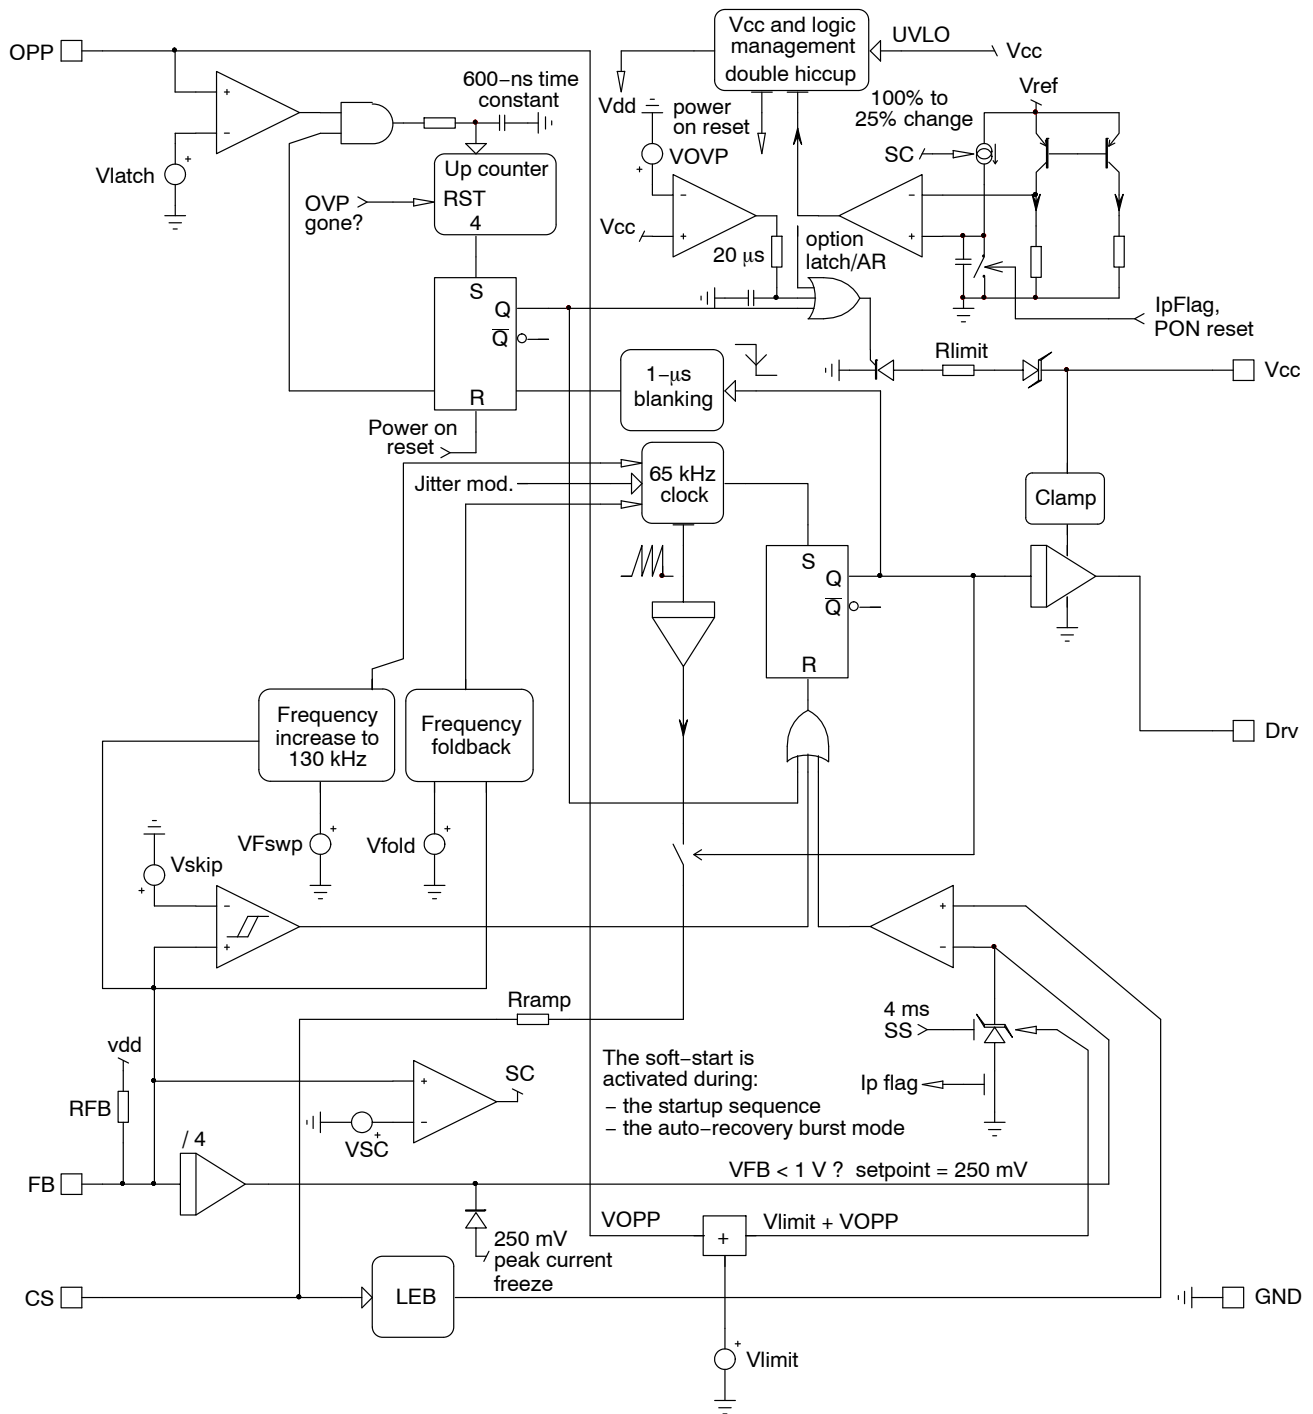 OPP
Vcc and logic
management
double hiccup
UVLO
Vcc
Vdd
600−ns time
constant
power
on reset
100% to
25% change
Vref
+
−
Vlatch
+
Up counter
RST
4
OVP
gone?
VOVP
+
SC
Vcc
−
+
20 μs
−
+
option
latch/AR
IpFlag,
PON reset
S
Q
Q
R
Power on
reset
1−μs
blanking
Rlimit
Vcc
Jitter mod.
65 kHz
clock
Clamp
S
Q
Q
R
Frequency
increase to
130 kHz
Frequency
foldback
Drv
VFswp
+
Vfold
+
Vskip
+
−
+
+
−
Rramp
4 ms
SS
Ip flag
vdd
RFB
SC
+
−
VSC
+
The soft−start is
activated during:
− the startup sequence
− the auto−recovery burst mode
/ 4
FB
VFB < 1 V ? setpoint = 250 mV
VOPP
+
Vlimit + VOPP
250 mV
peak current
freeze
CS
LEB
GND
+
Vlimit